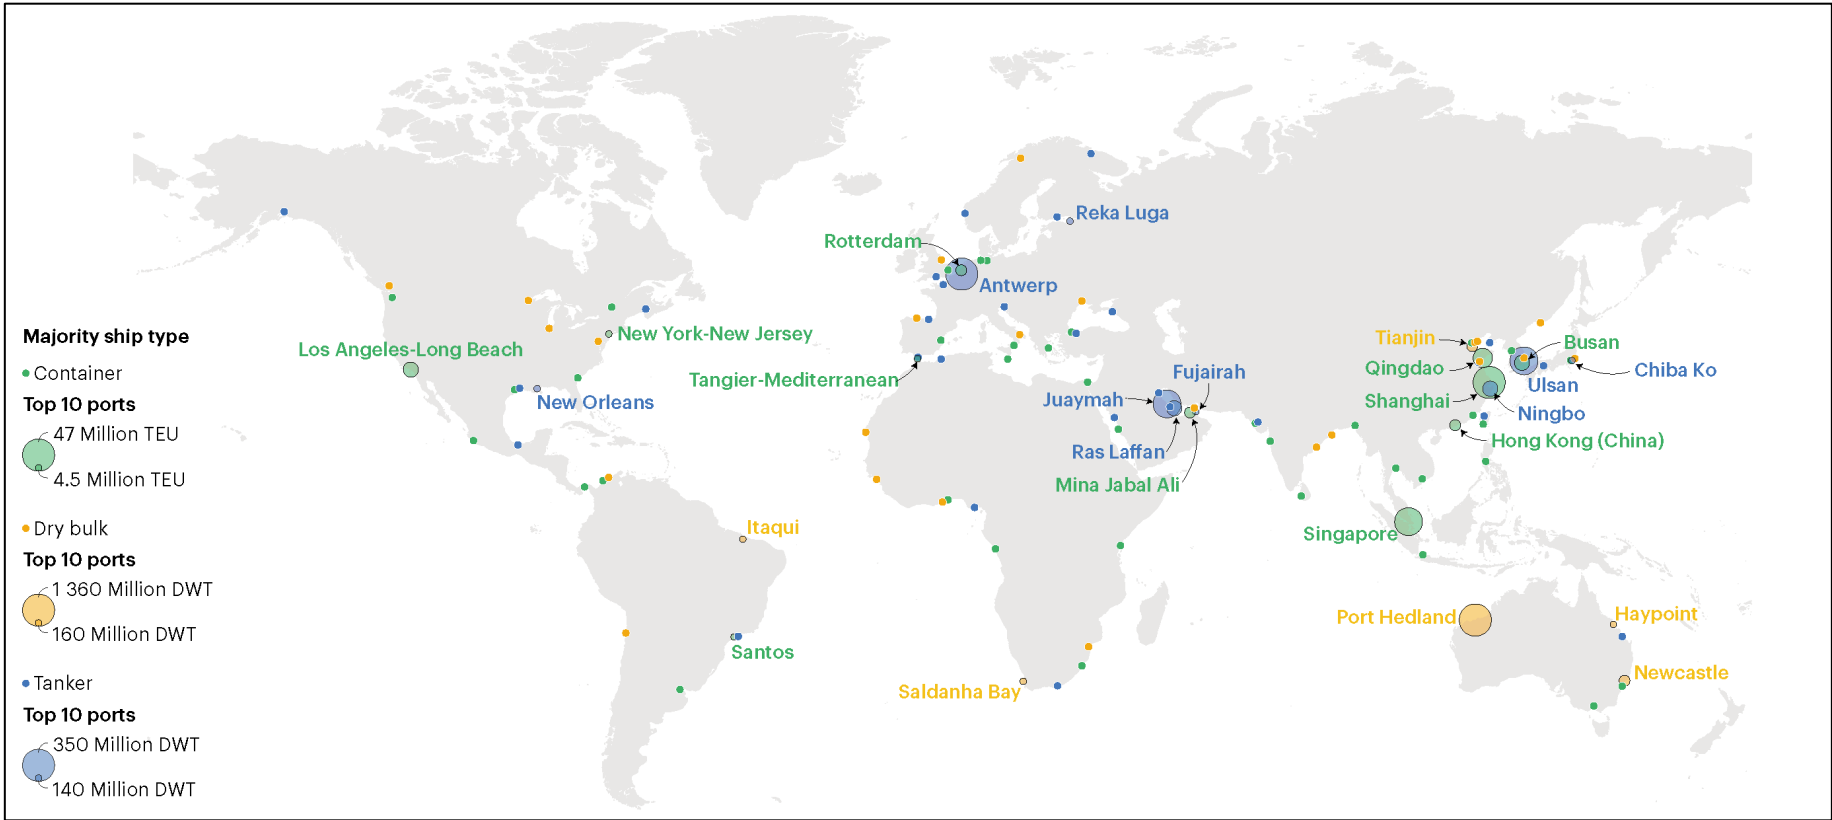 Majority ship type
Container
Top 10 ports
47 Million TEU
4.5 Million TEU
Dry bulk
Top 10 ports
1 360 Million DWT
160 Million DWT
Tanker
Top 10 ports
350 Million DWT
140 Million DWT
Los Angeles-Long Beach
New York-New Jersey
New Orleans
Itaqui
Santos
Reka Luga
Rotterdam
Antwerp
Tangier-Mediterranean
Fujairah
Juaymah
Ras Laffan
Mina Jabal Ali
Saldanha Bay
Tianjin
Busan
Qingdao
Chiba Ko
Ulsan
Shanghai
Ningbo
Hong Kong (China)
Singapore
Port Hedland
Haypoint
Newcastle